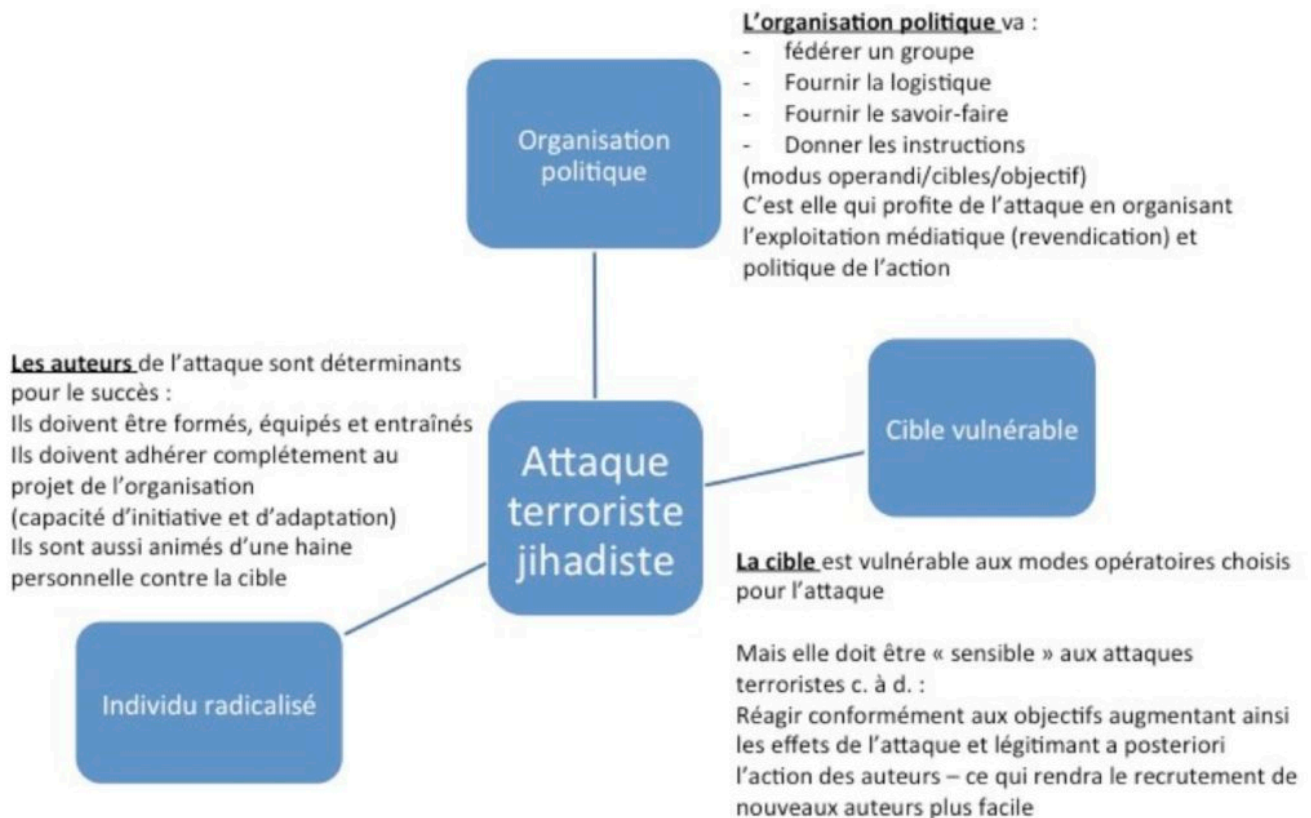 L'organisation politique va :
- fédérer un groupe
- Fournir la logistique
- Fournir le savoir-faire
- Donner les instructions
(modus operandi/cibles/objectif)
C'est elle qui profite de l'attaque en organisant
l'exploitation médiatique (revendication) et
politique de l'action
Organisation
politique
Les auteurs de l'attaque sont déterminants
pour le succès :
Ils doivent être formés, équipés et entraînés
Ils doivent adhérer complétement au
projet de l'organisation
(capacité d'initiative et d'adaptation)
Ils sont aussi animés d'une haine
personnelle contre la cible
Attaque
terroriste
jihadiste
Cible vulnérable
La cible est vulnérable aux modes opératoires choisis
pour l'attaque
Mais elle doit être « sensible » aux attaques
terroristes c. à d. :
Réagir conformément aux objectifs augmentant ainsi
les effets de l'attaque et légitimant a posteriori
l'action des auteurs – ce qui rendra le recrutement de
nouveaux auteurs plus facile
Individu radicalisé